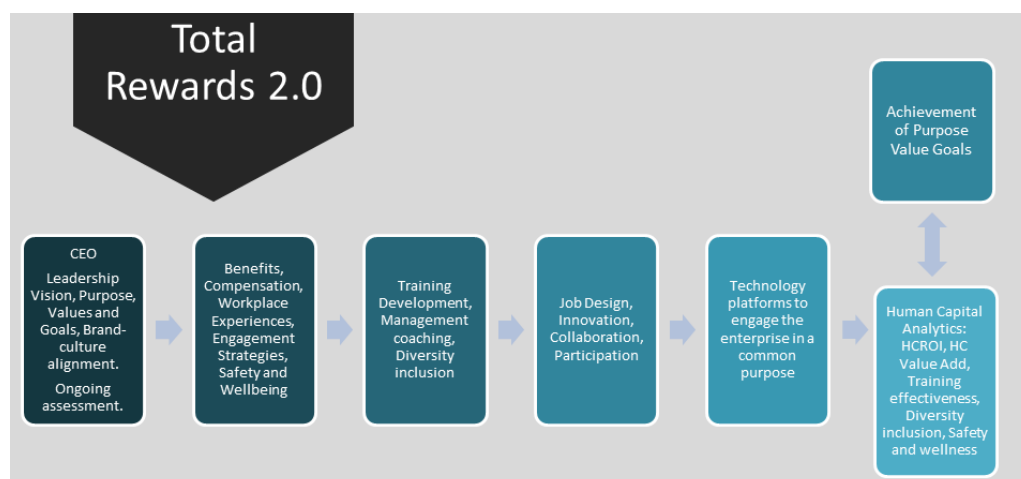 Total
Rewards 2.0
Achievement
of Purpose
Value Goals
CEO
Leadership
Vision, Purpose,
Values and
Goals, Brand-
culture
alignment.
Ongoing
assessment.
Benefits,
Compensation,
Workplace
Experiences,
Engagement
Strategies,
Safety and
Wellbeing
Training
Development,
Management
coaching,
Diversity
inclusion
Job Design,
Innovation,
Collaboration,
Participation
Technology
platforms to
engage the
enterprise in a
common
purpose
Human Capital
Analytics:
HCROI, HC
Value Add,
Training
effectiveness,
Diversity
inclusion, Safety
and wellness